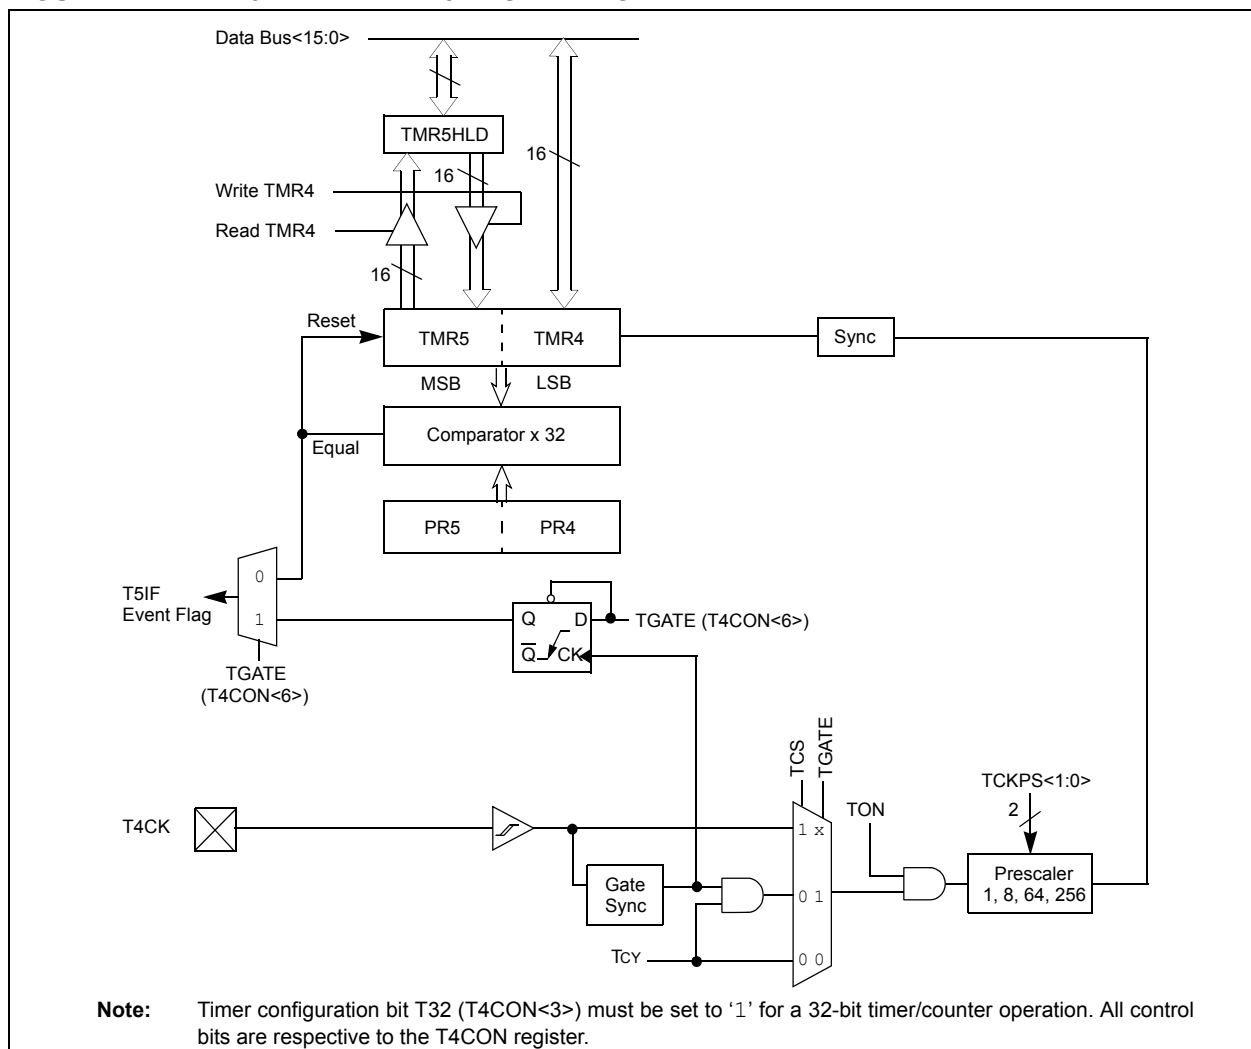 Data Bus<15:0>
TMR5HLD
16
16
Write TMR4
Read TMR4
16
Reset
TMR5
TMR4
Sync
MSB
LSB
Equal
Comparator x 32
PR5
PR4
0
1
T5IF
Event Flag
Q
D
TGATE (T4CON<6>)
Q
CK
TGATE
(T4CON<6>)
TCS
TGATE
TCKPS<1:0>
2
TON
T4CK
1 x
Prescaler
1, 8, 64, 256
Gate
Sync
0 1
TCY
0 0
Note: Timer configuration bit T32 (T4CON<3>) must be set to ‘1’ for a 32-bit timer/counter operation. All control
bits are respective to the T4CON register.